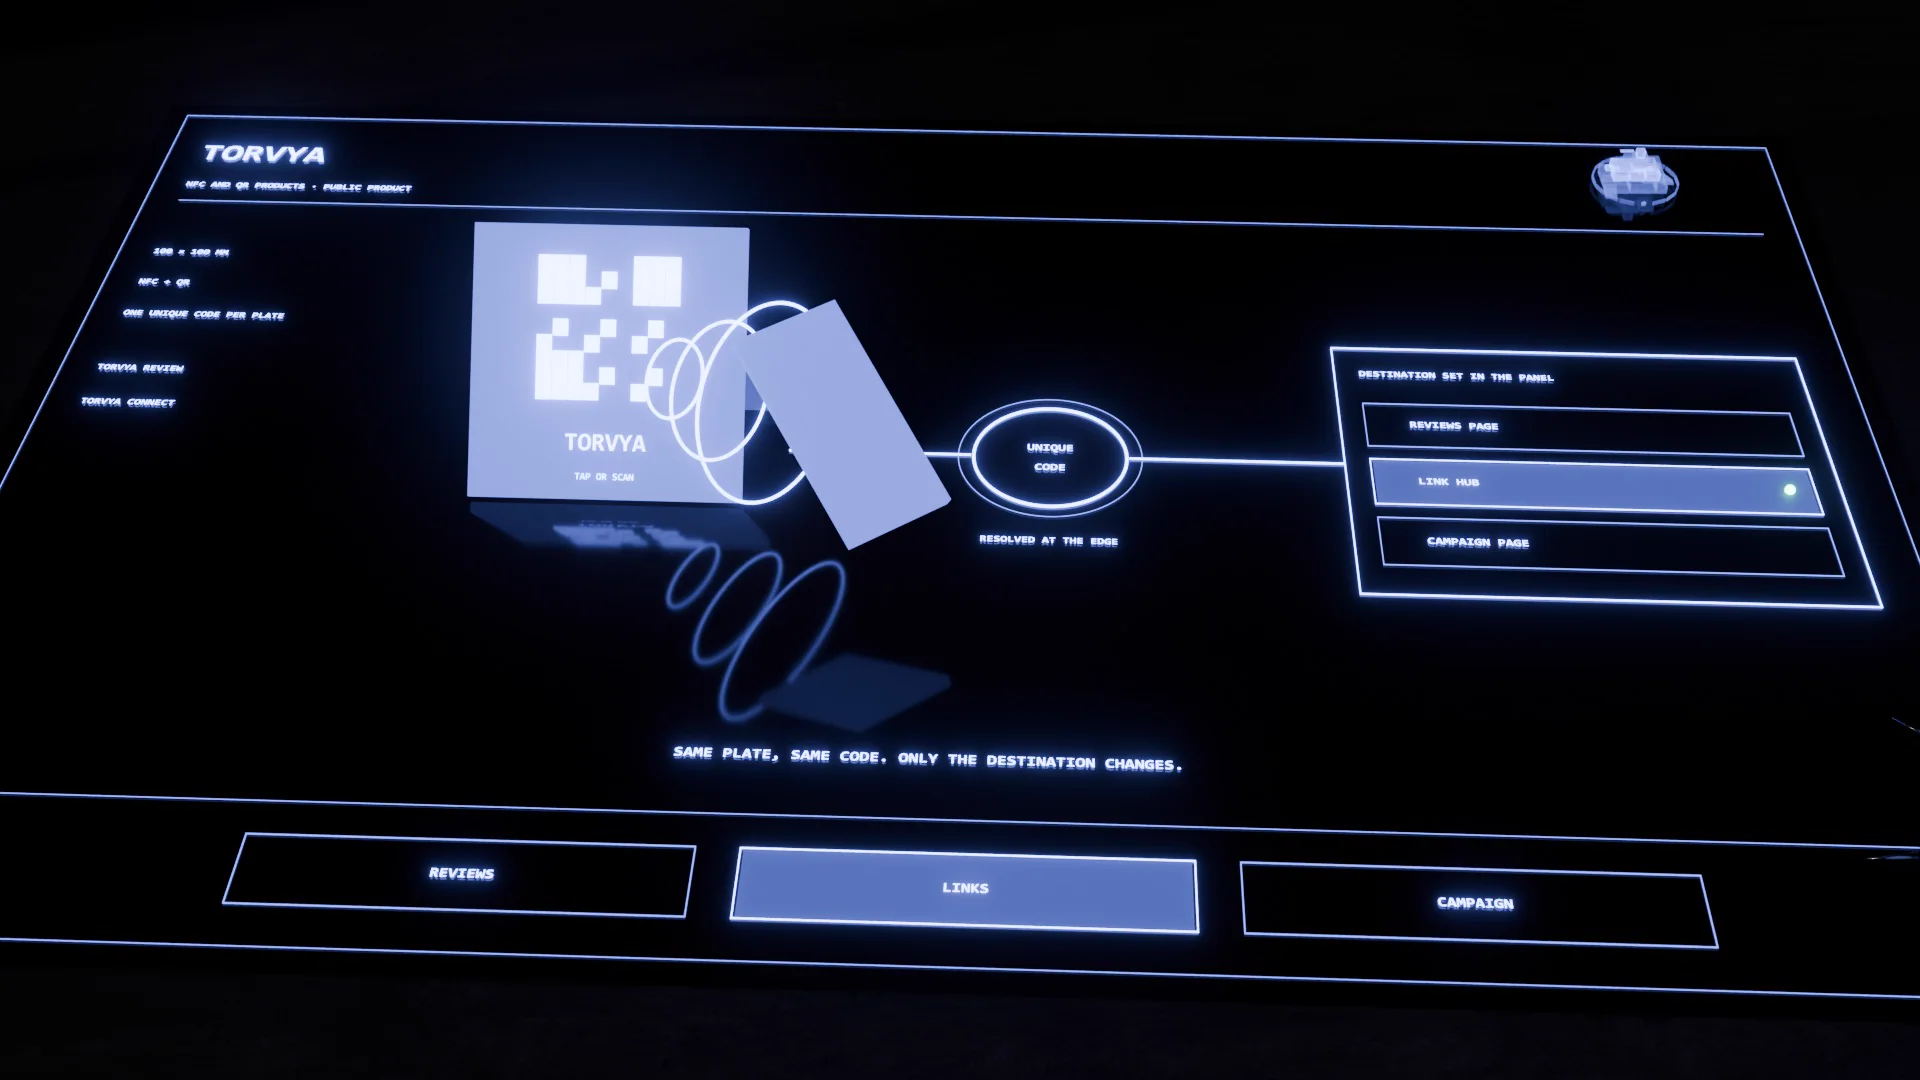 TORVYA
NFC AND QR PRODUCTS · PUBLIC PRODUCT
100 × 100 MM
NFC + QR
ONE UNIQUE CODE PER PLATE
TORVYA REVIEW
TORVYA CONNECT
TORVYA
TAP OR SCAN
UNIQUE
CODE
RESOLVED AT THE EDGE
DESTINATION SET IN THE PANEL
REVIEWS PAGE
LINK HUB
CAMPAIGN PAGE
SAME PLATE, SAME CODE. ONLY THE DESTINATION CHANGES.
REVIEWS
LINKS
CAMPAIGN